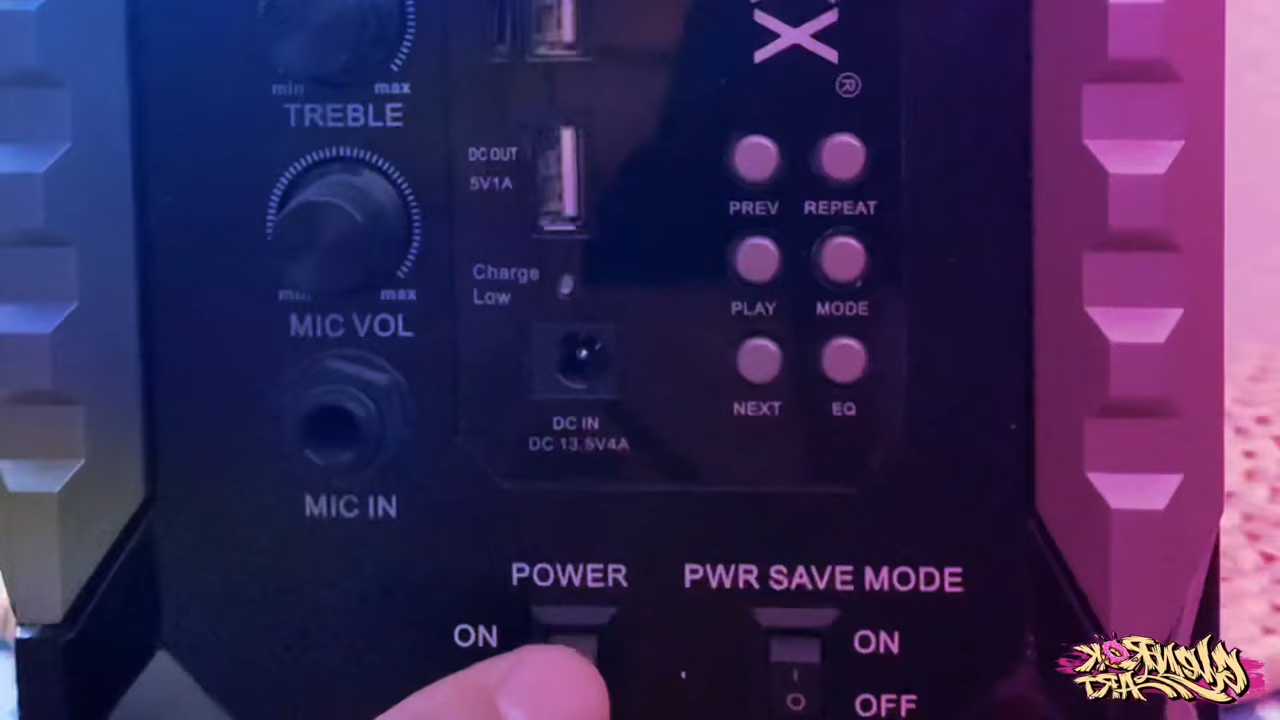 X
®
min max
TREBLE
DC OUT
5V1A
PREV REPEAT
Charge
Low
min max
MIC VOL
PLAY MODE
NEXT EQ
DC IN
DC 13.5V4A
MIC IN
POWER
PWR SAVE MODE
ON
ON
I
O
OFF